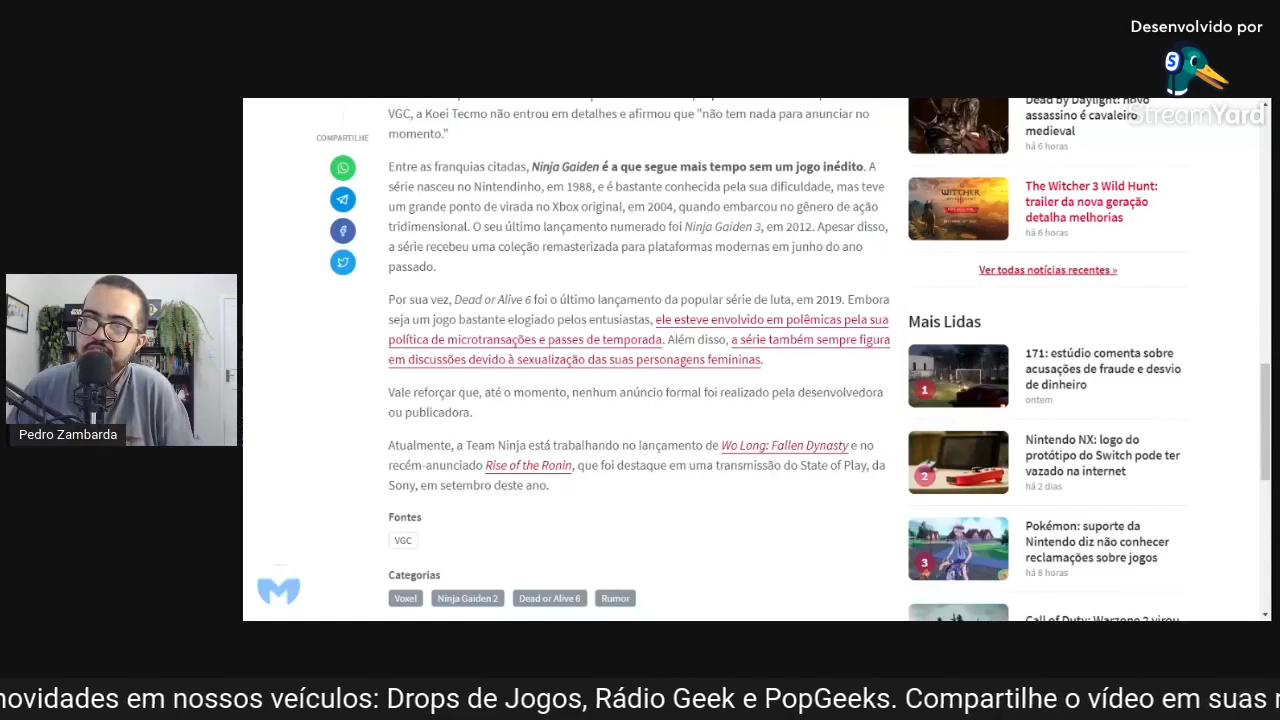 Desenvolvido por
S
StreamYard
VGC, a Koei Tecmo não entrou em detalhes e afirmou que "não tem nada para anunciar no
momento."
COMPARTILHE
Entre as franquias citadas, Ninja Gaiden é a que segue mais tempo sem um jogo inédito. A
série nasceu no Nintendinho, em 1988, e é bastante conhecida pela sua dificuldade, mas teve
um grande ponto de virada no Xbox original, em 2004, quando embarcou no gênero de ação
tridimensional. O seu último lançamento numerado foi Ninja Gaiden 3, em 2012. Apesar disso,
a série recebeu uma coleção remasterizada para plataformas modernas em junho do ano
passado.
Por sua vez, Dead or Alive 6 foi o último lançamento da popular série de luta, em 2019. Embora
seja um jogo bastante elogiado pelos entusiastas, ele esteve envolvido em polêmicas pela sua
política de microtransações e passes de temporada. Além disso, a série também sempre figura
em discussões devido à sexualização das suas personagens femininas.
Vale reforçar que, até o momento, nenhum anúncio formal foi realizado pela desenvolvedora
ou publicadora.
Atualmente, a Team Ninja está trabalhando no lançamento de Wo Long: Fallen Dynasty e no
recém-anunciado Rise of the Ronin, que foi destaque em uma transmissão do State of Play, da
Sony, em setembro deste ano.
Fontes
VGC
Categorias
Voxel
Ninja Gaiden 2
Dead or Alive 6
Rumor
Dead by Daylight: novo
assassino é cavaleiro
medieval
há 6 horas
WITCHER
The Witcher 3 Wild Hunt:
trailer da nova geração
detalha melhorias
há 6 horas
Ver todas notícias recentes »
Mais Lidas
1
171: estúdio comenta sobre
acusações de fraude e desvio
de dinheiro
ontem
2
Nintendo NX: logo do
protótipo do Switch pode ter
vazado na internet
há 2 dias
3
Pokémon: suporte da
Nintendo diz não conhecer
reclamações sobre jogos
há 8 horas
Call of Duty: Warzone 2 virou
Pedro Zambarda
novidades em nossos veículos: Drops de Jogos, Rádio Geek e PopGeeks. Compartilhe o vídeo em suas